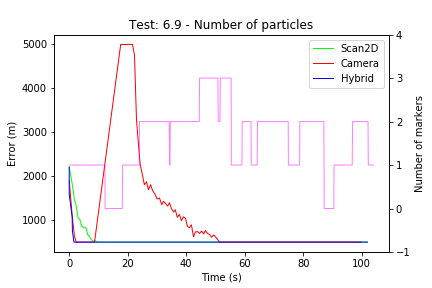 Test: 6.9 - Number of particles
Scan2D
Camera
Hybrid
Error (m)
5000
4000
3000
2000
1000
4
3
2
1
0
−1
Number of markers
0
20
40
60
80
100
Time (s)